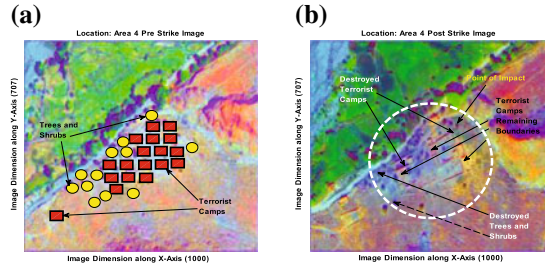 (a)
Location: Area 4 Pre Strike Image
Image Dimension along Y-Axis (707)
Trees and
Shrubs
Terrorist
Camps
Image Dimension along X-Axis (1000)
(b)
Location: Area 4 Post Strike Image
Image Dimension along Y-Axis (707)
Destroyed
Terrorist
Camps
Point of Impact
Terrorist
Camps
Remaining
Boundaries
Destroyed
Trees and
Shrubs
Image Dimension along X-Axis (1000)